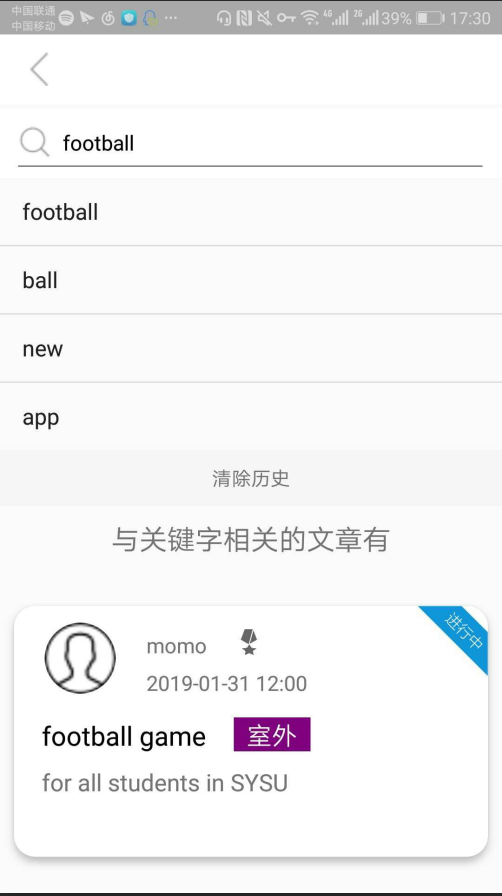 中国联通
中国移动
4G 2G 39% 17:30
football
football
ball
new
app
清除历史
与关键字相关的文章有
进行中
momo
2019-01-31 12:00
football game 室外
for all students in SYSU